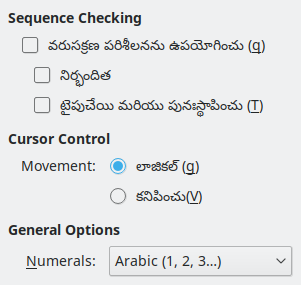 Sequence Checking
వరుసక్రణ పరిశీలనను ఉపయోగించు (q)
నిర్భందిత
టైపుచేయి మరియు పునఃస్థాపించు (T)
Cursor Control
Movement: లాజికల్ (g)
కనిపించు(V)
General Options
Numerals: Arabic (1, 2, 3...)